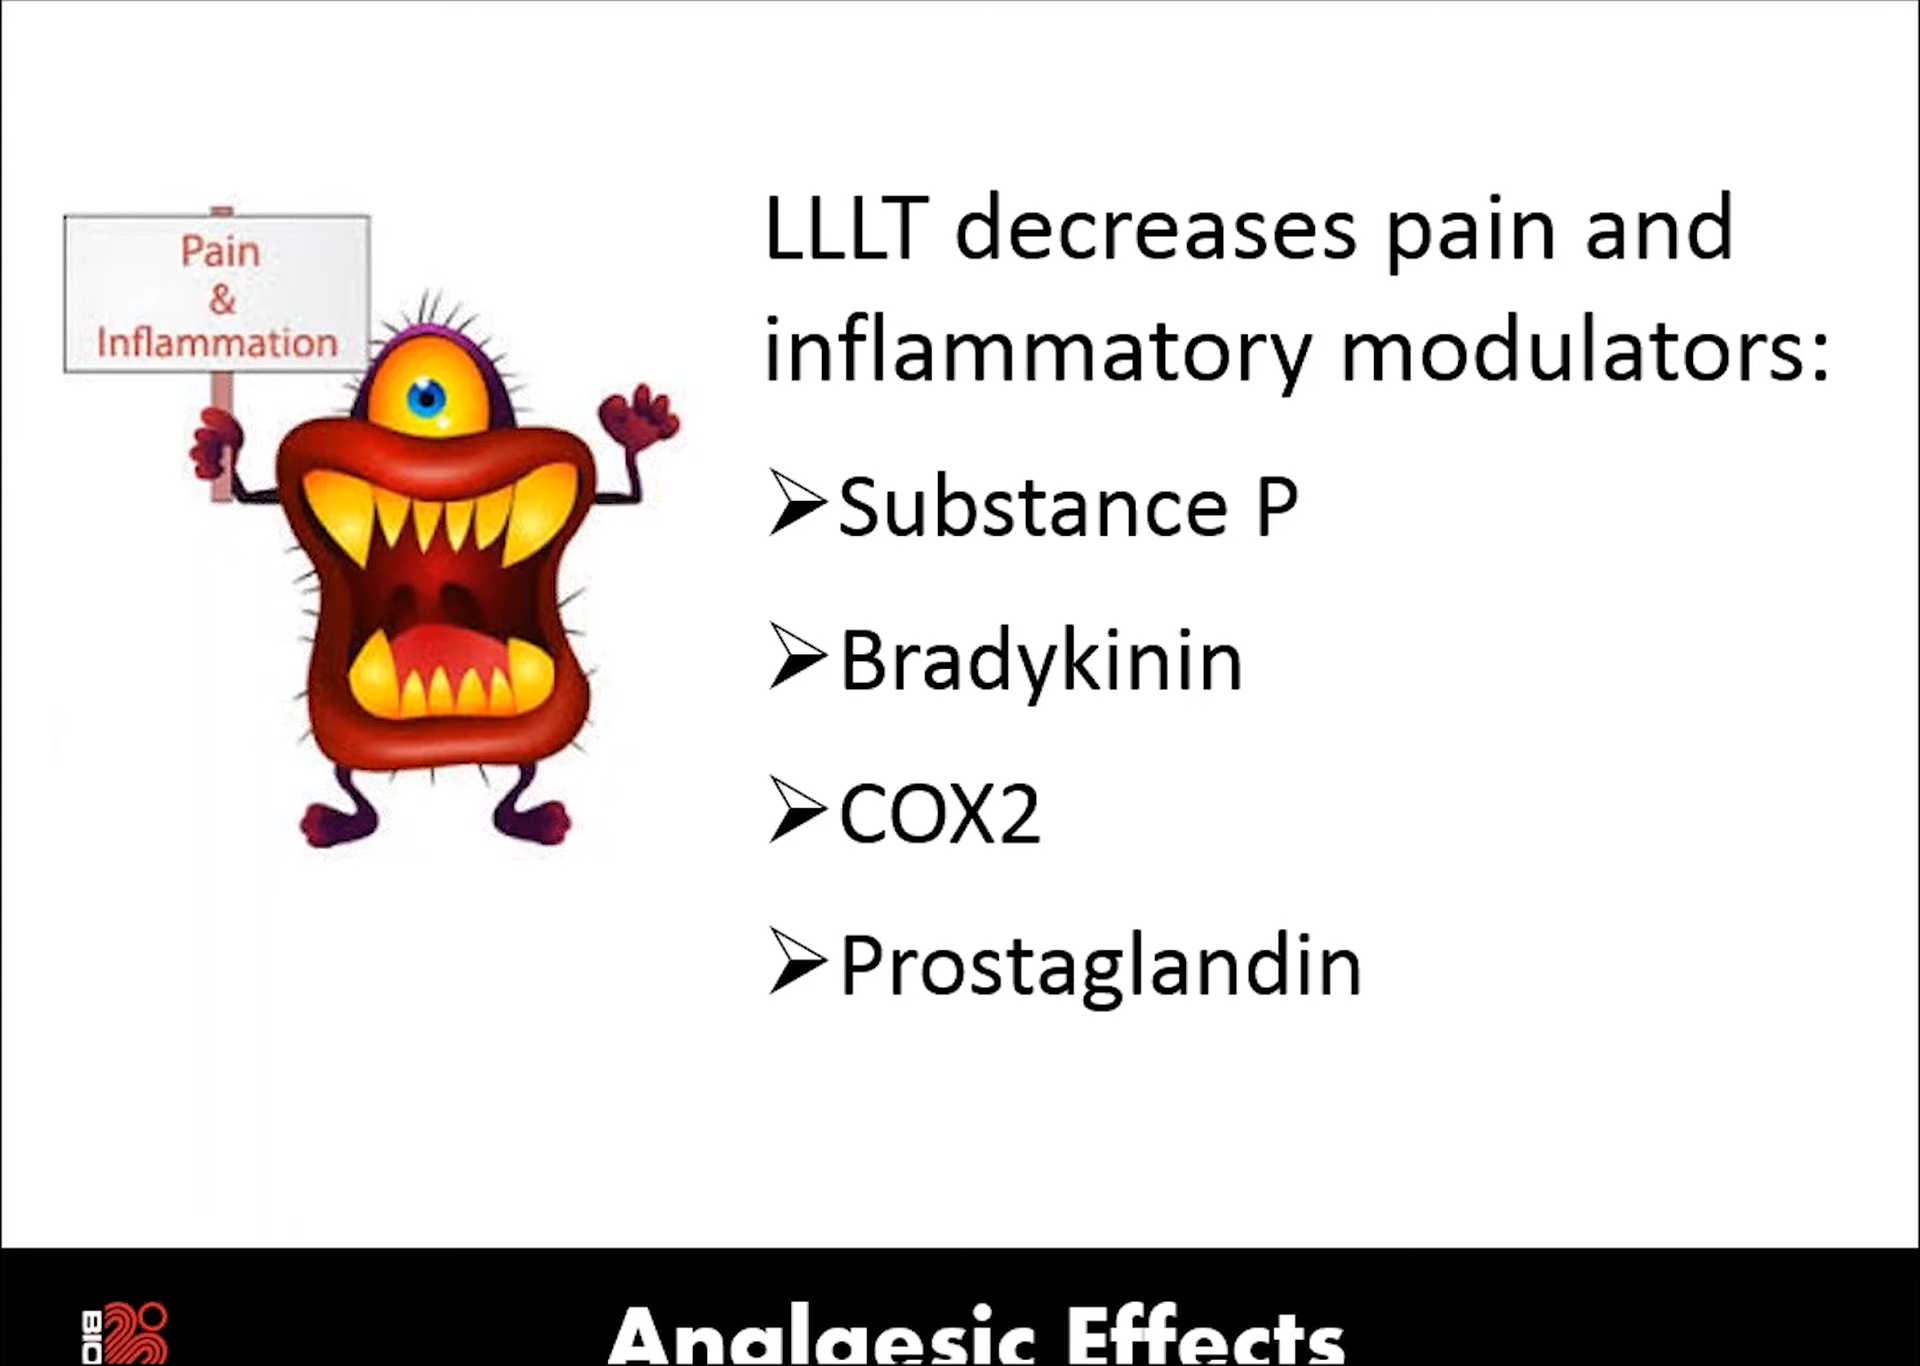 Pain
&
Inflammation
LLLT decreases pain and
inflammatory modulators:
Substance P
Bradykinin
COX2
Prostaglandin
Analgesic Effects